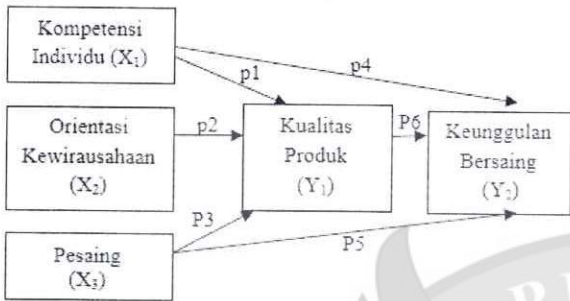 Kompetensi
Individu (X₁)
p4
p1
Orientasi
Kewirausahaan
(X₂)
p2
Kualitas
Produk
(Y₁)
P6
Keunggulan
Bersaing
(Y₂)
P3
P5
Pesaing
(X₃)